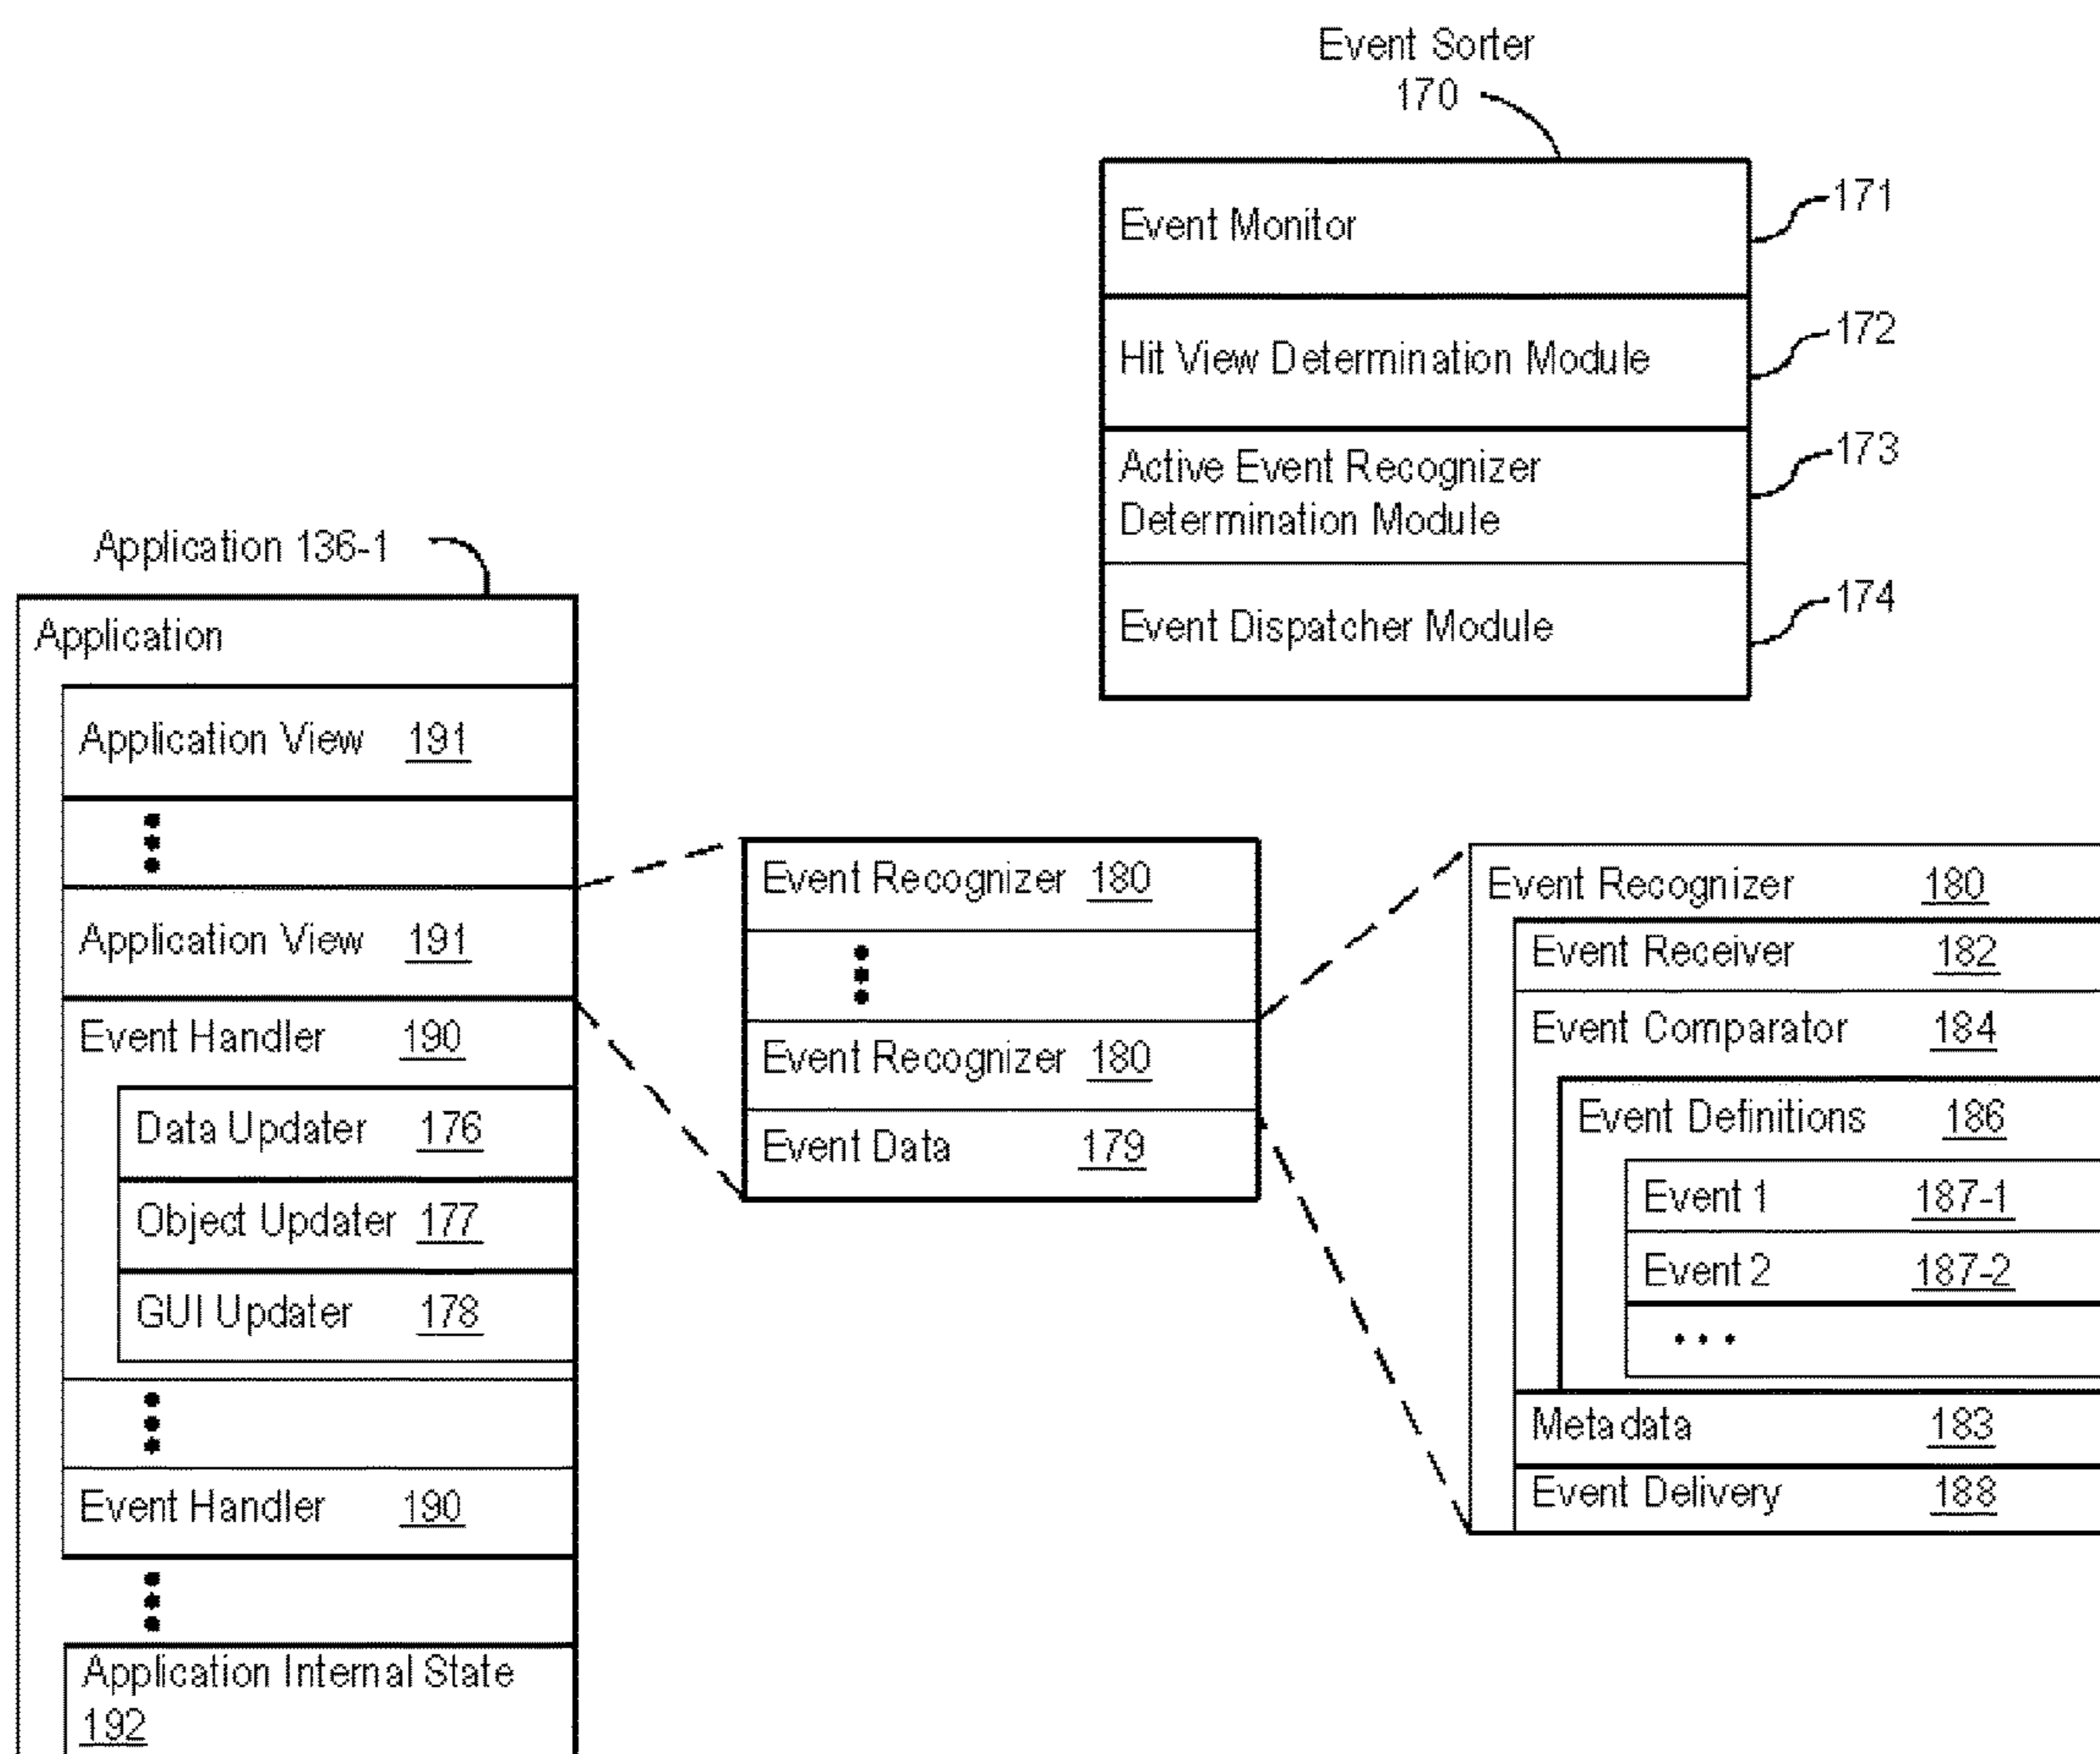 Event Sorter
170
Event Monitor
171
Hit View Determination Module
172
Active Event Recognizer
Determination Module
173
Event Dispatcher Module
174
Application 136-1
Application
Application View 191
Application View 191
Event Handler 190
Data Updater 176
Object Updater 177
GUI Updater 178
Event Handler 190
Application Internal State
192
Event Recognizer 180
Event Recognizer 180
Event Data 179
Event Recognizer 180
Event Receiver 182
Event Comparator 184
Event Definitions 186
Event 1 187-1
Event 2 187-2
• • •
Metadata 183
Event Delivery 188